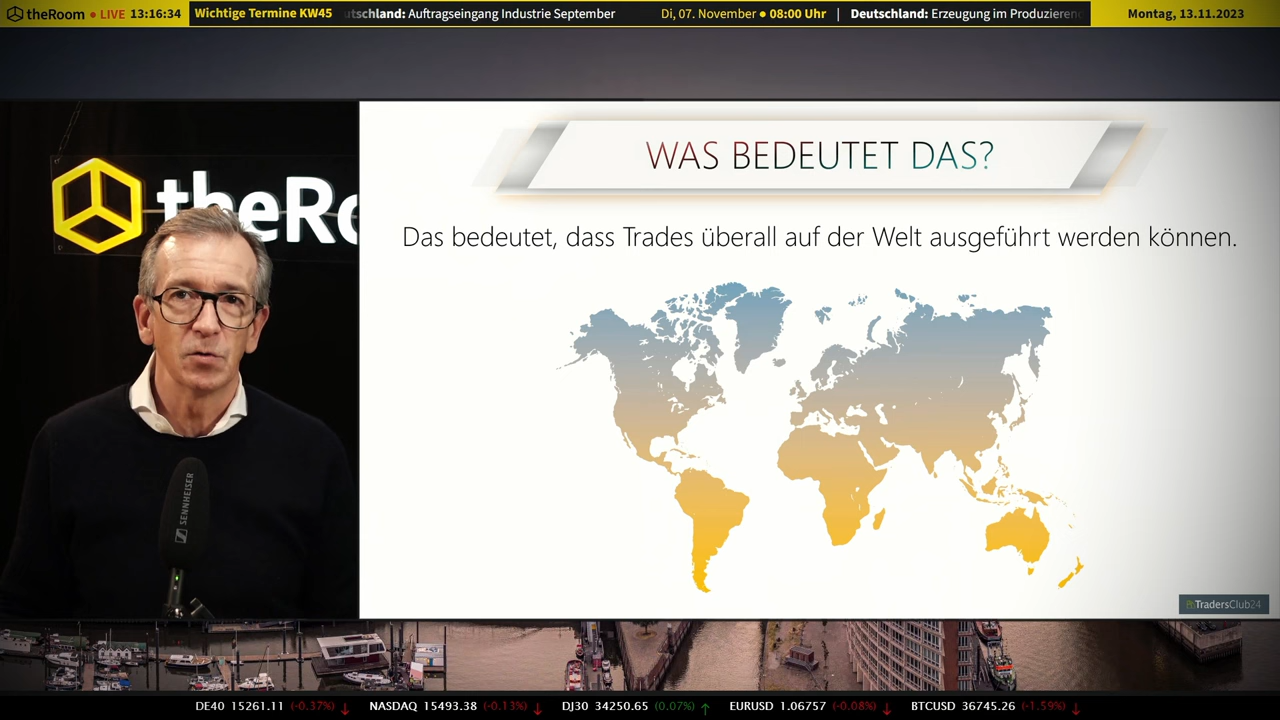 theRoom ● LIVE 13:16:34
Wichtige Termine KW45
utschland: Auftragseingang Industrie September Di, 07. November ● 08:00 Uhr | Deutschland: Erzeugung im Produzieren
Montag, 13.11.2023
theRo
WAS BEDEUTET DAS?
Das bedeutet, dass Trades überall auf der Welt ausgeführt werden können.
SENNHEISER
TradersClub24
DE40 15261.11 (-0.37%) ↓ NASDAQ 15493.38 (-0.13%) ↓ DJ30 34250.65 (0.07%) ↑ EURUSD 1.06757 (-0.08%) ↓ BTCUSD 36745.26 (-1.59%) ↓